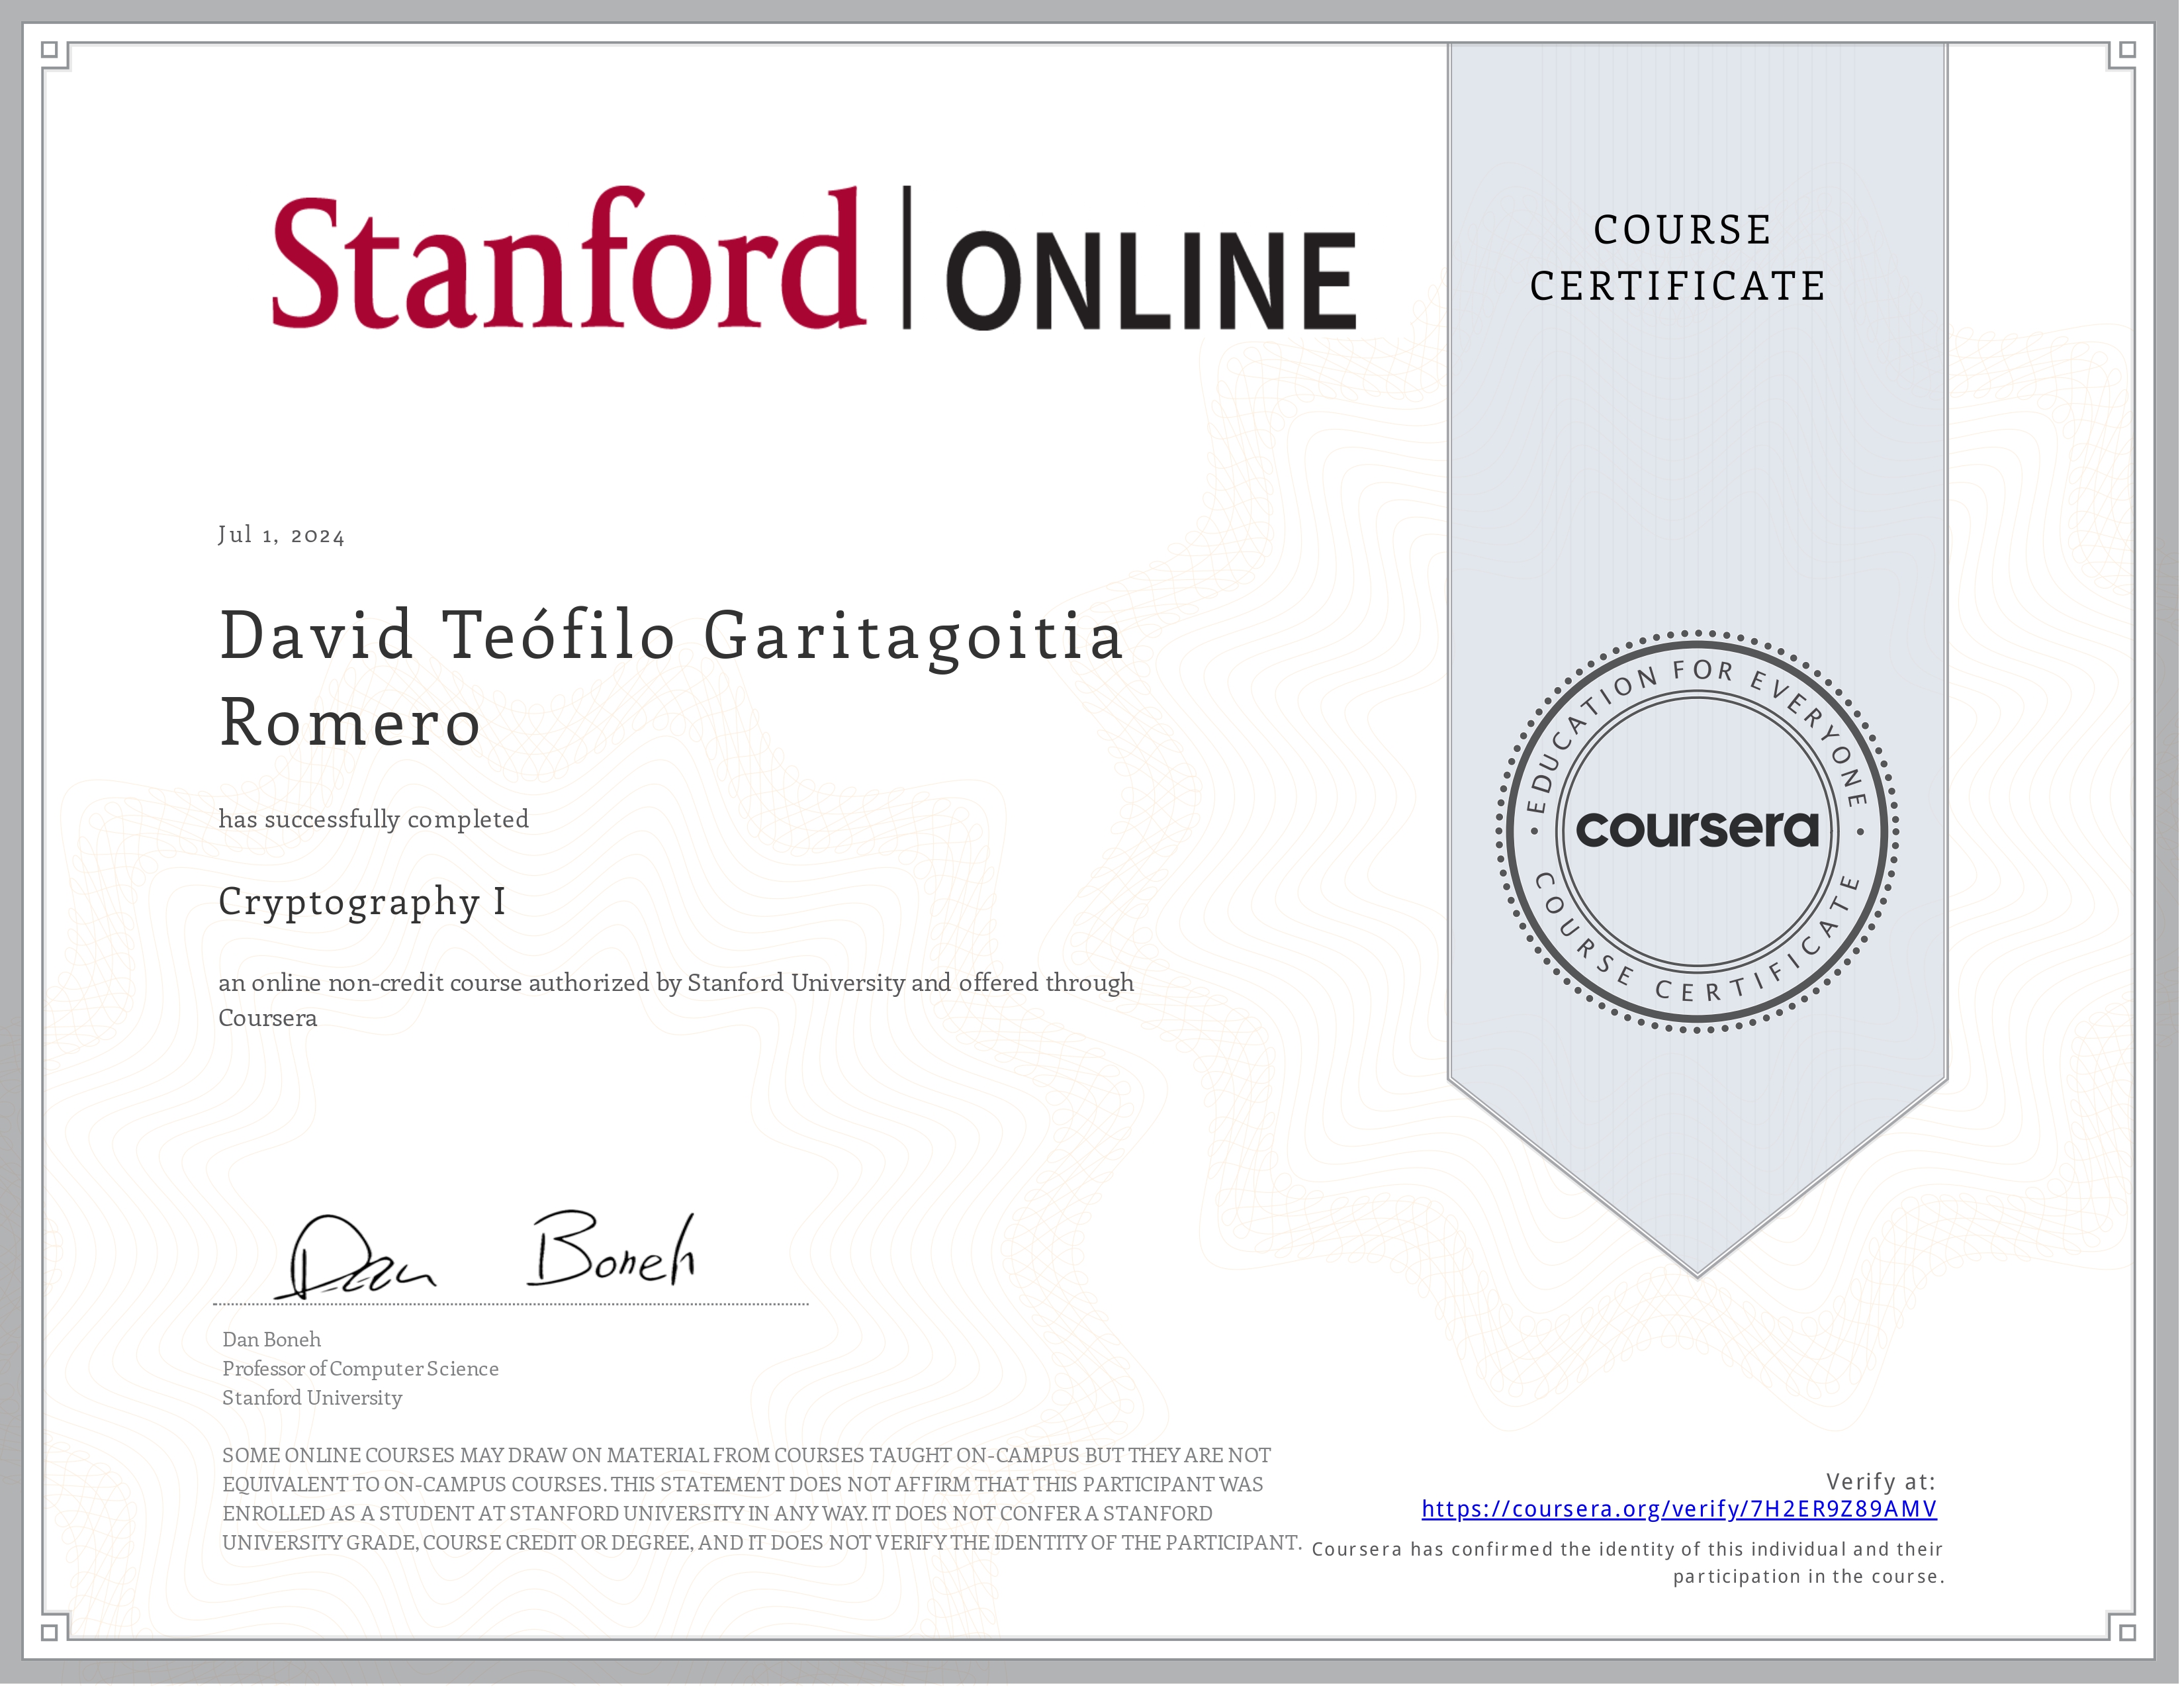 Stanford | ONLINE
COURSE
CERTIFICATE
Jul 1, 2024
David Teófilo Garitagoitia
Romero
has successfully completed
Cryptography I
an online non-credit course authorized by Stanford University and offered through
Coursera
EDUCATION FOR EVERYONE
coursera
COURSE CERTIFICATE
Dan Boneh
Dan Boneh
Professor of Computer Science
Stanford University
SOME ONLINE COURSES MAY DRAW ON MATERIAL FROM COURSES TAUGHT ON-CAMPUS BUT THEY ARE NOT
EQUIVALENT TO ON-CAMPUS COURSES. THIS STATEMENT DOES NOT AFFIRM THAT THIS PARTICIPANT WAS
ENROLLED AS A STUDENT AT STANFORD UNIVERSITY IN ANY WAY. IT DOES NOT CONFER A STANFORD
UNIVERSITY GRADE, COURSE CREDIT OR DEGREE, AND IT DOES NOT VERIFY THE IDENTITY OF THE PARTICIPANT.
Verify at:
https://coursera.org/verify/7H2ER9Z89AMV
Coursera has confirmed the identity of this individual and their
participation in the course.